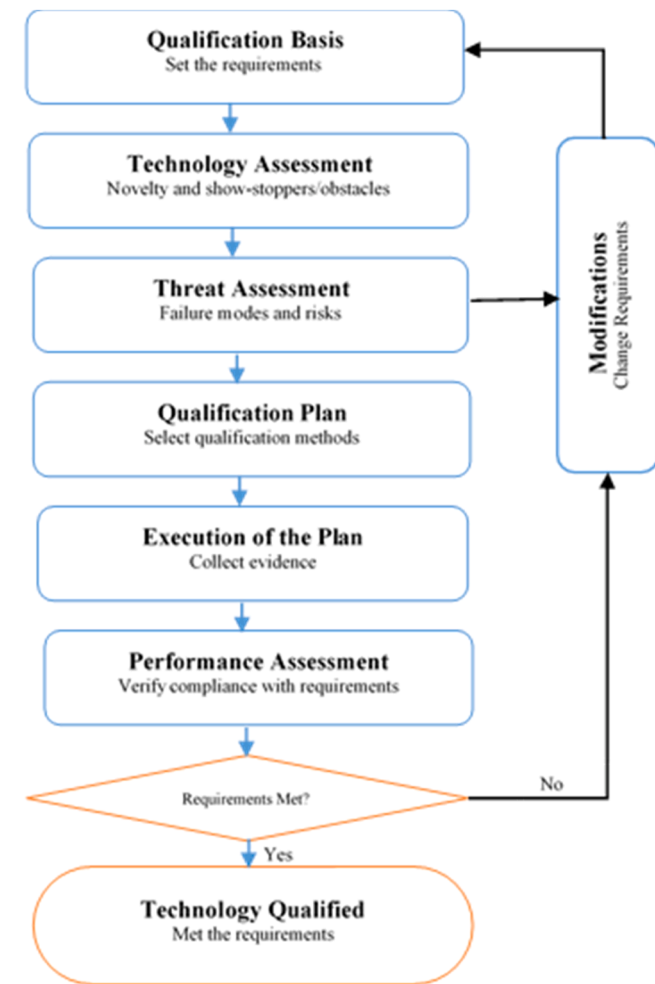 Qualification Basis
Set the requirements
Technology Assessment
Novelty and show-stoppers/obstacles
Threat Assessment
Failure modes and risks
Modifications
Change Requirements
Qualification Plan
Select qualification methods
Execution of the Plan
Collect evidence
Performance Assessment
Verify compliance with requirements
Requirements Met?
No
Yes
Technology Qualified
Met the requirements